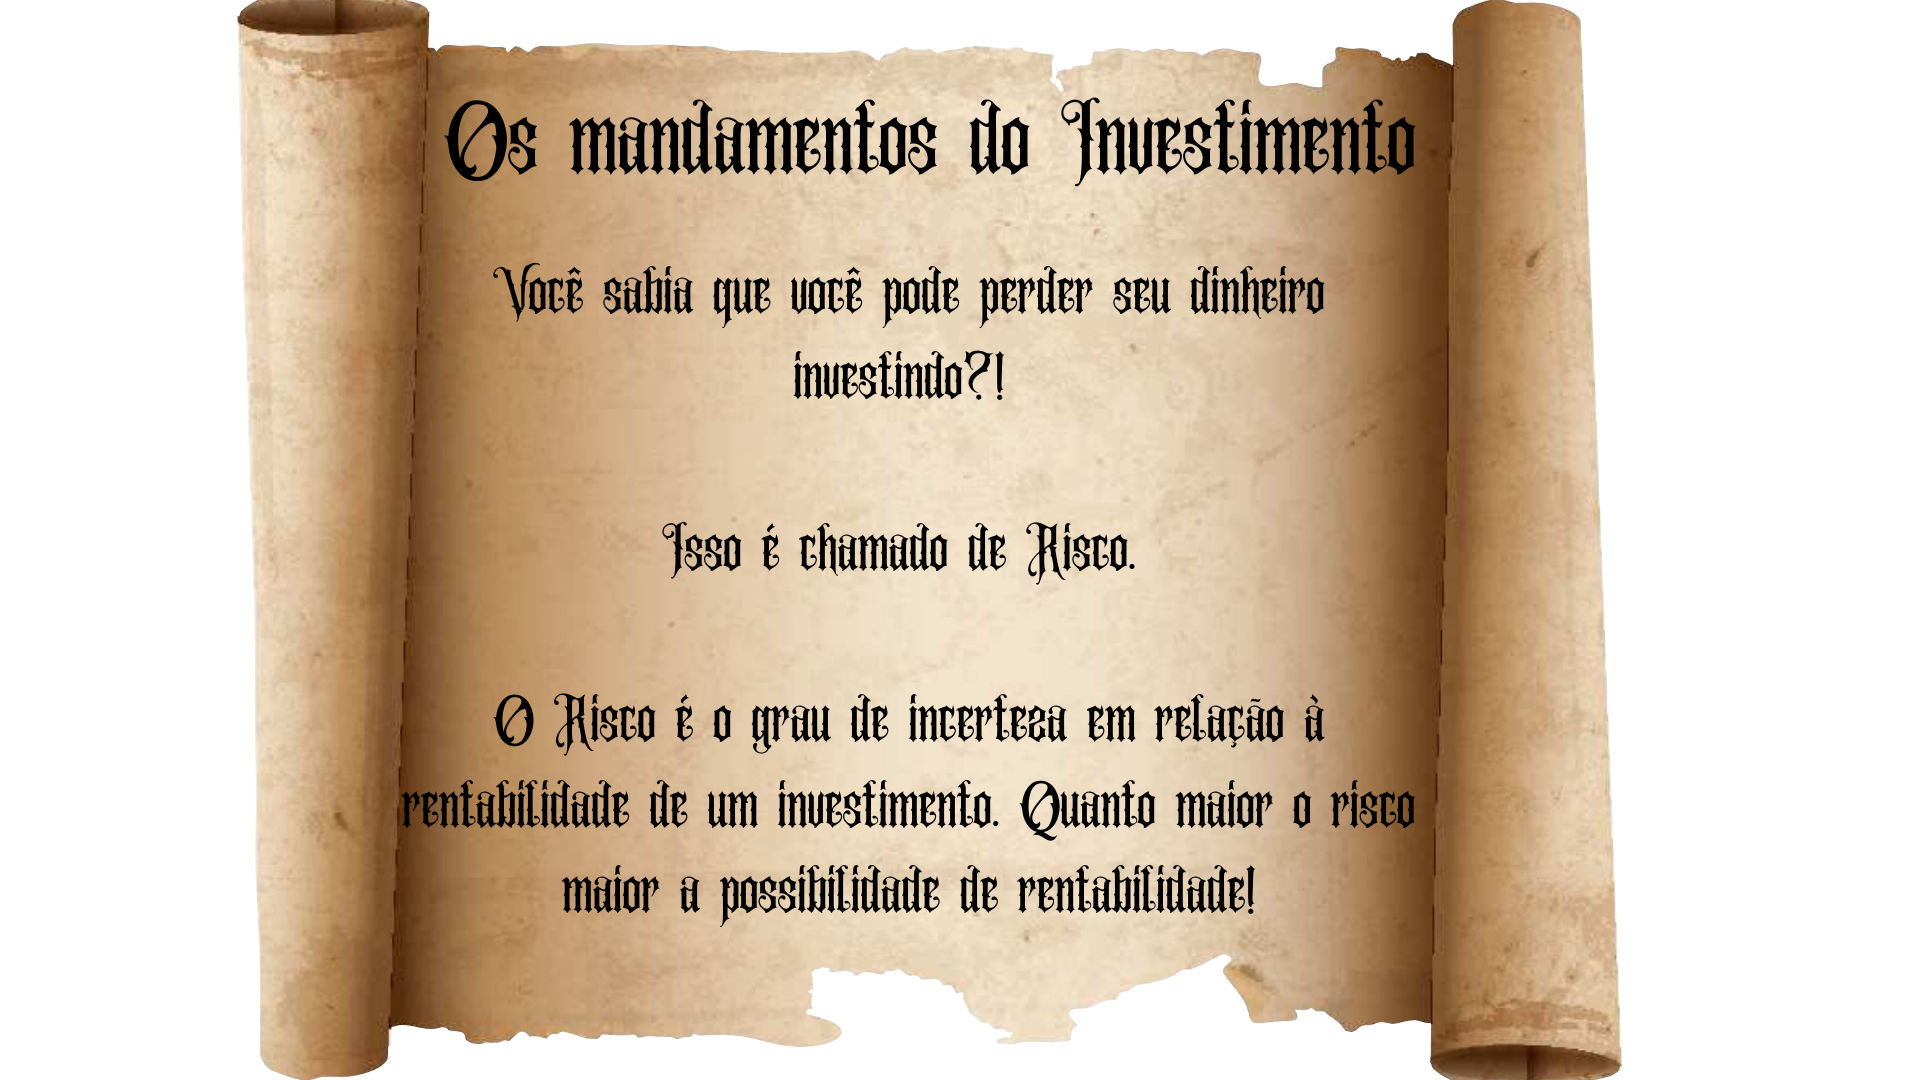 Os mandamentos do Investimento
Você sabia que você pode perder seu dinheiro
investindo?!
Isso é chamado de Risco.
O Risco é o grau de incerteza em relação à
rentabilidade de um investimento. Quanto maior o risco
maior a possibilidade de rentabilidade!